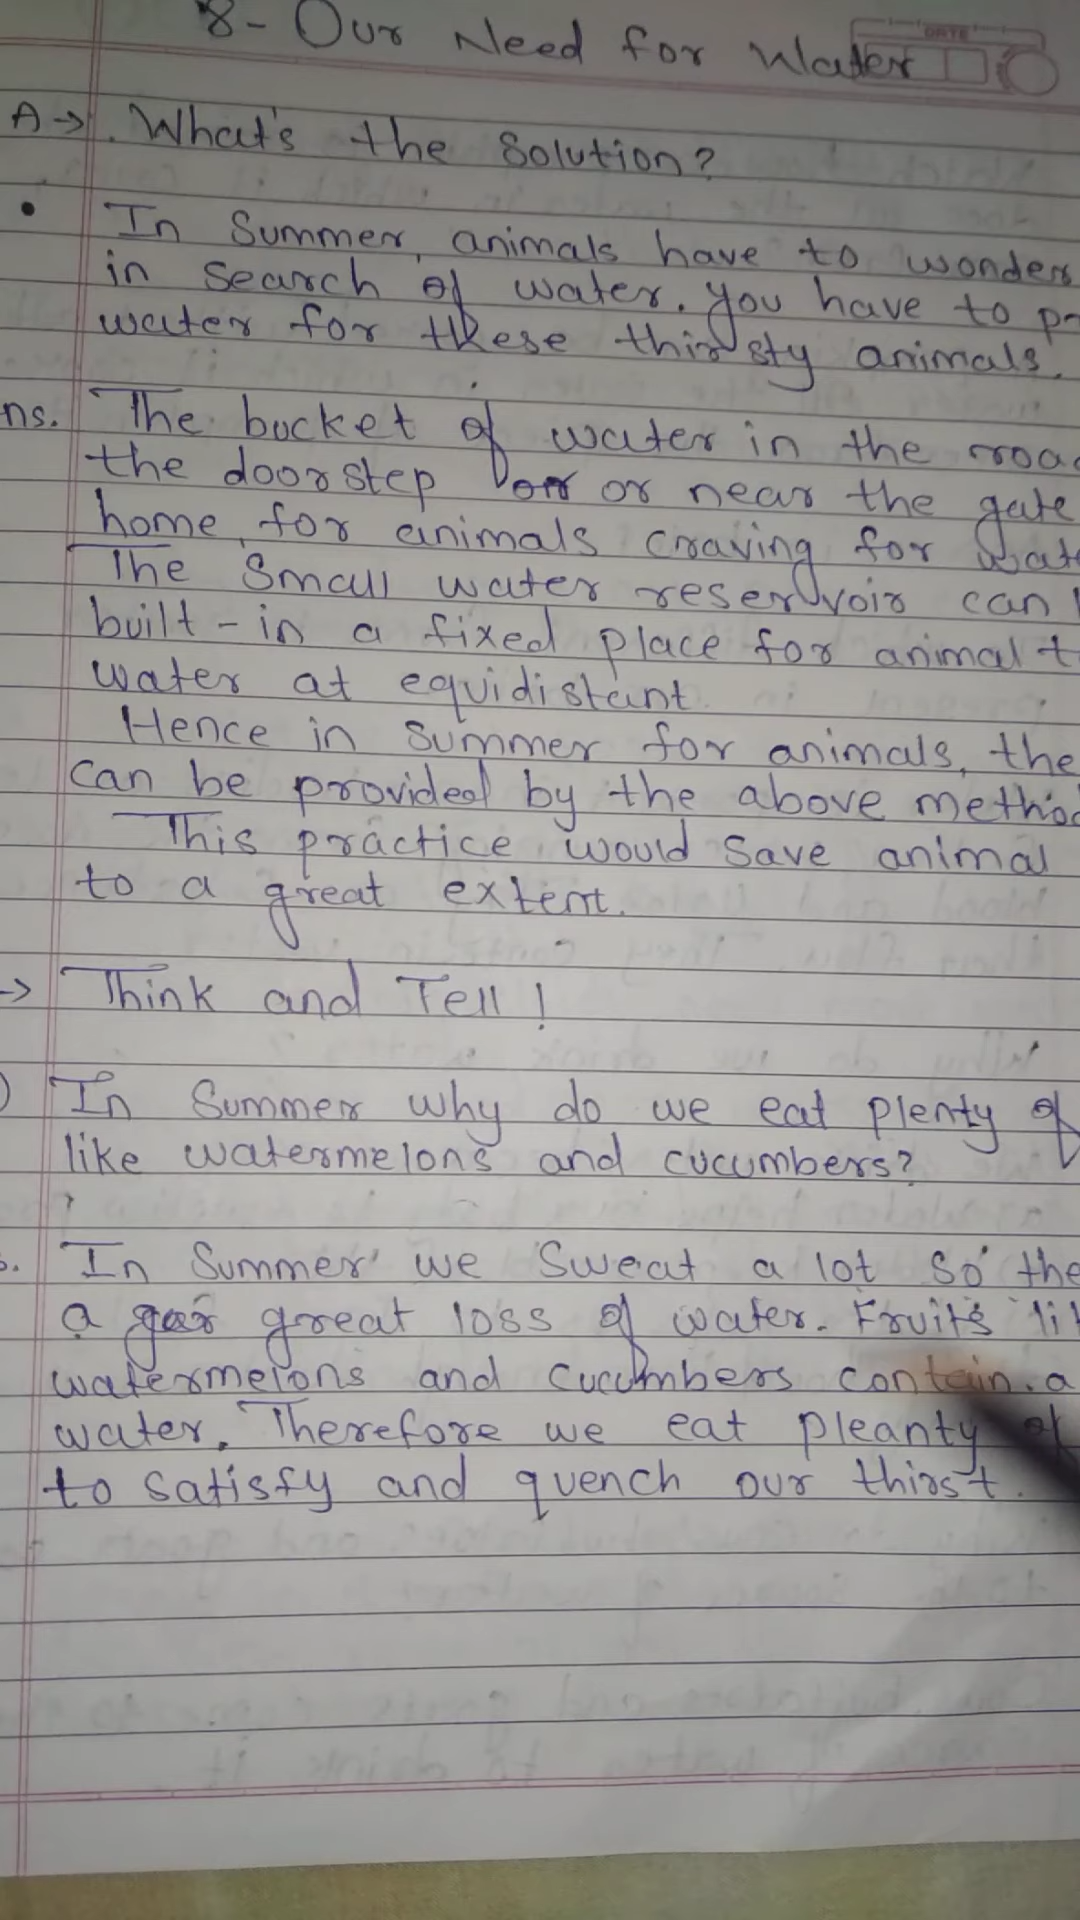 8- Our Need for Water
DATE
A → What's the Solution?
• In Summer, animals have to wonders
in search of water. You have to
water for these thirsty animals.
ns. The bucket of water in the
the doorstep or near the gate
home, for animals craving for
The Small water reservoir can
built-in a fixed place for animal
water at equidistant
Hence in Summer for animals, the
can be provided by the above
This practice would Save animal
to a great extent.
→ Think and Tell!
) In Summer why do we eat plenty of
like watermelons and cucumbers?
s. In Summer we Sweat a lot So
a great loss of water. Fruits
watermelons and cucumbers contain a
water. Therefore we eat pleanty of
to satisfy and quench our thirst.